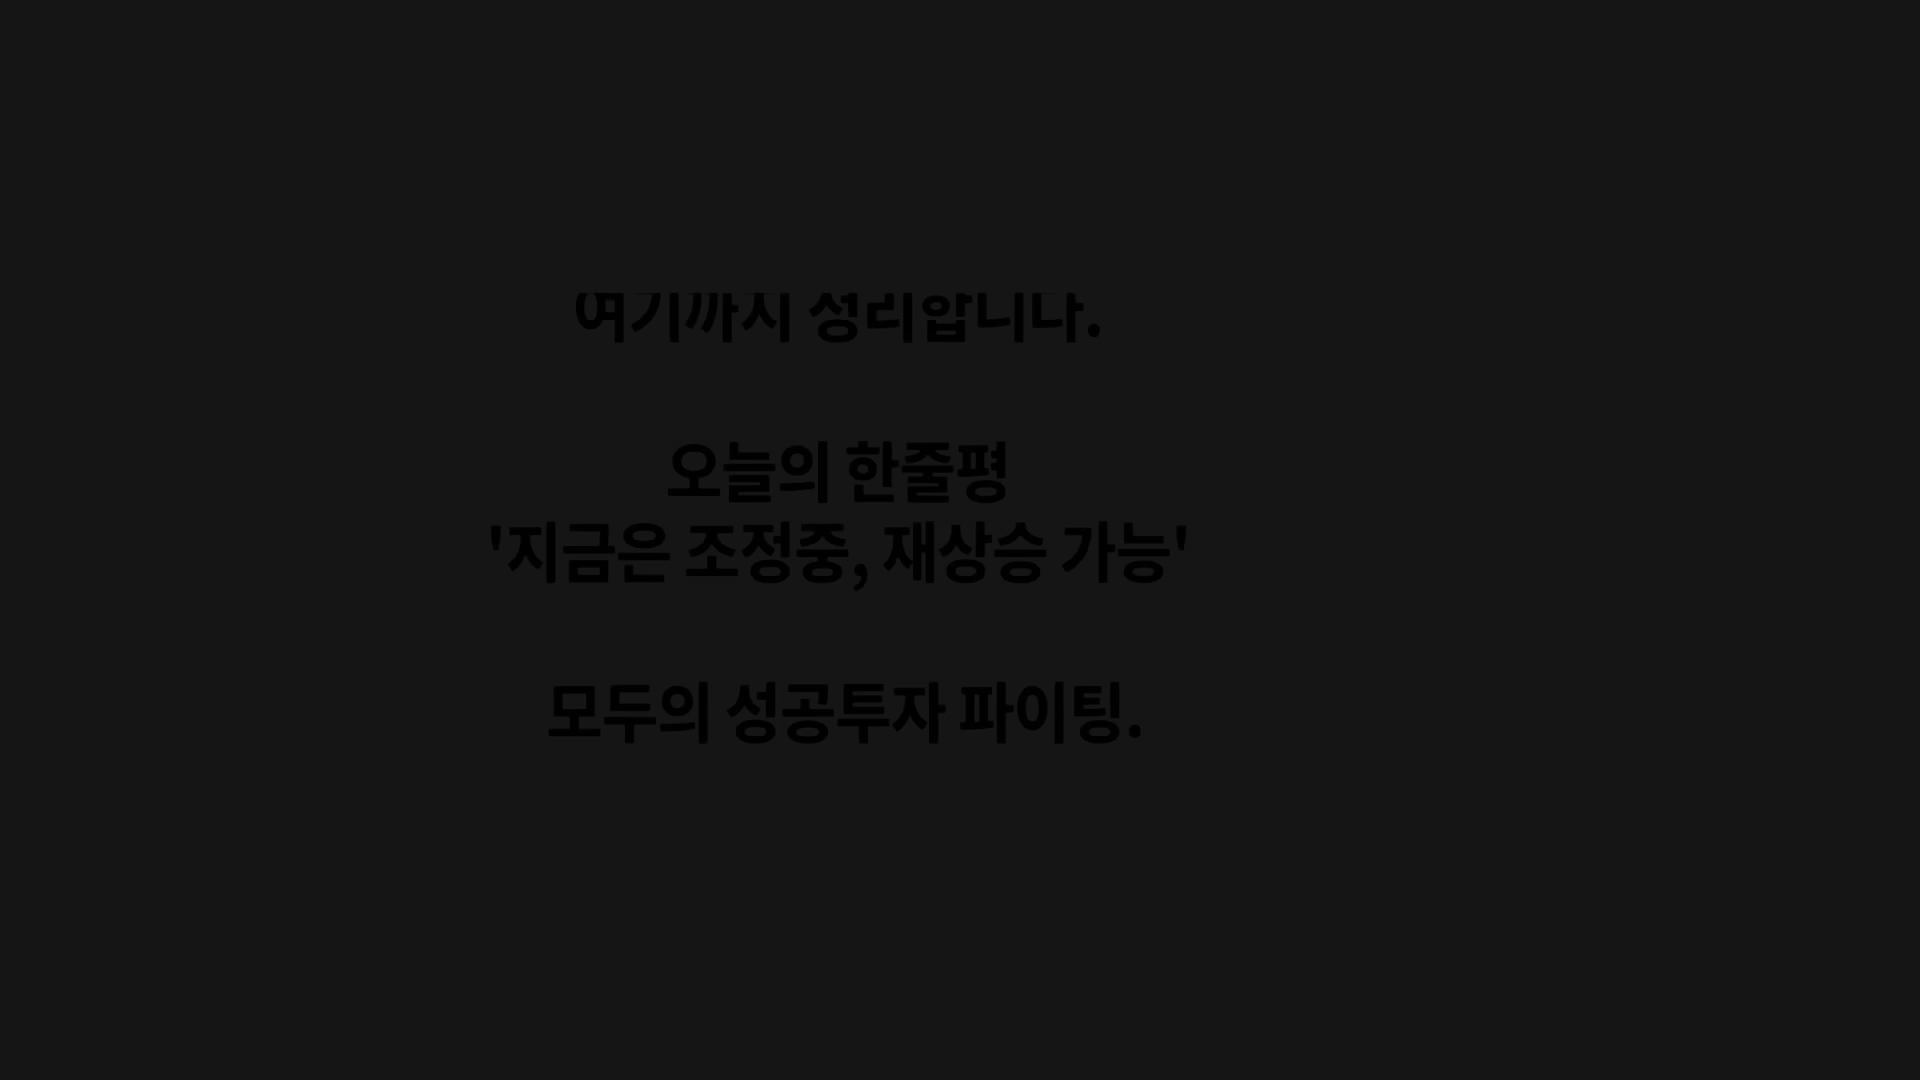 여기까지 정리합니다.
오늘의 한줄평
'지금은 조정중, 재상승 가능'
모두의 성공투자 파이팅.